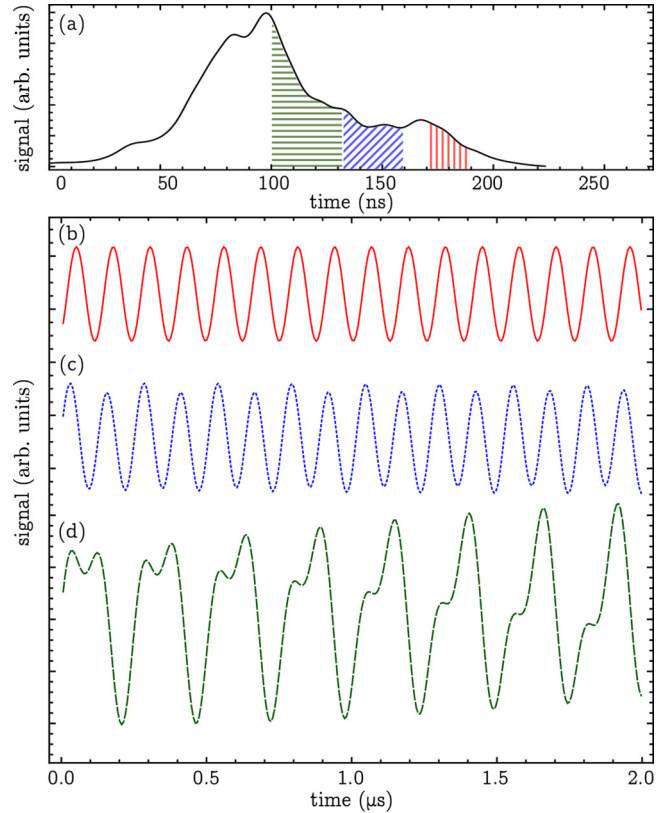 (a)
signal (arb. units)
0 50 100 150 200 250
time (ns)
(b)
(c)
(d)
signal (arb. units)
0.0 0.5 1.0 1.5 2.0
time (μs)